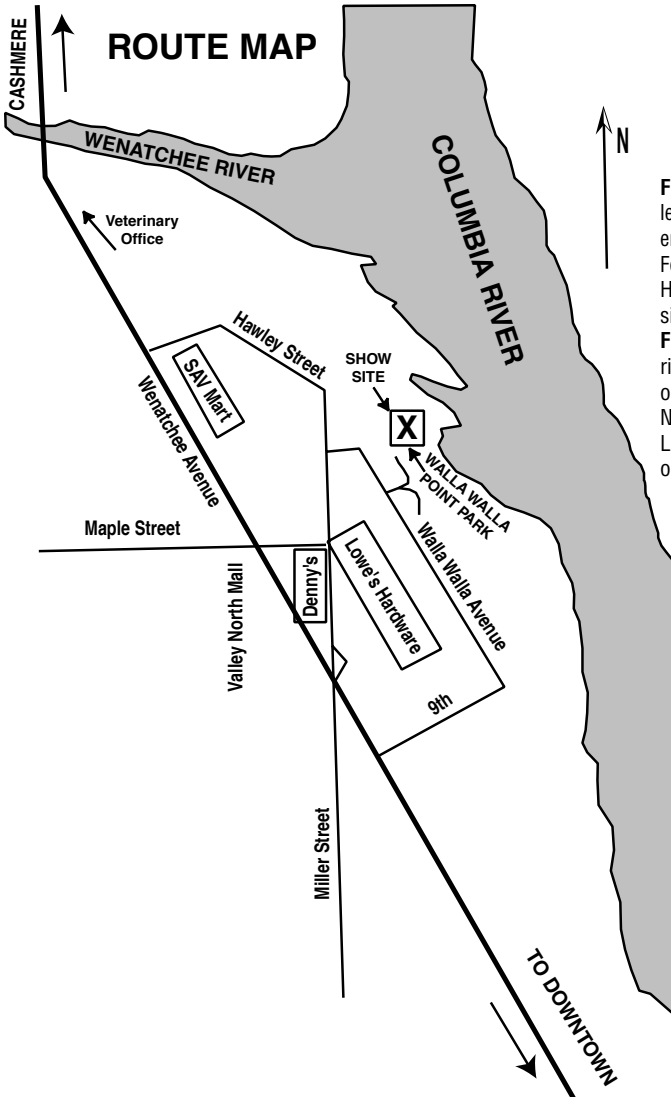 ROUTE MAP
CASHMERE
WENATCHEE RIVER
COLUMBIA RIVER
N
Veterinary
Office
Hawley Street
SAV Mart
SHOW
SITE
X
Wenatchee Avenue
WALLA WALLA
POINT PARK
Maple Street
Denny's
Lowe's Hardware
Walla Walla Avenue
Valley North Mall
9th
Miller Street
TO DOWNTOWN